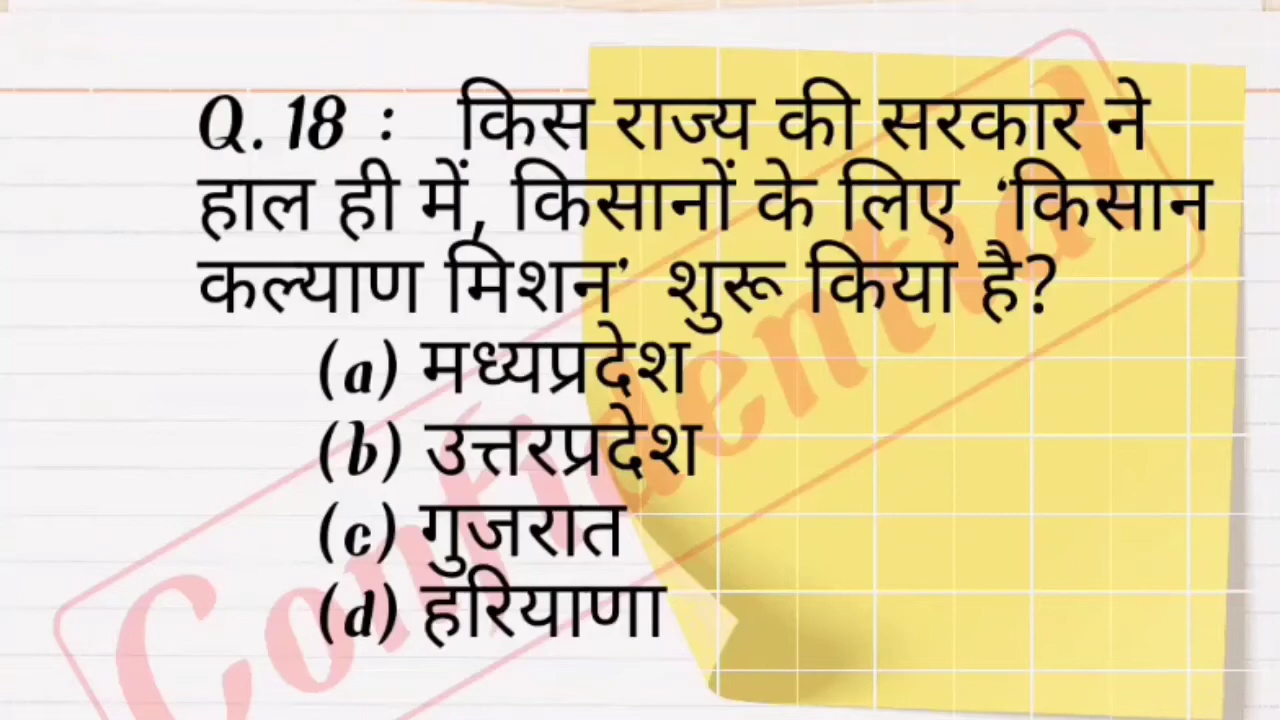 Q. 18 : किस राज्य की सरकार ने
हाल ही में, किसानों के लिए 'किसान
कल्याण मिशन' शुरू किया है?
(a) मध्यप्रदेश
(b) उत्तरप्रदेश
(c) गुजरात
(d) हरियाणा
Confidential